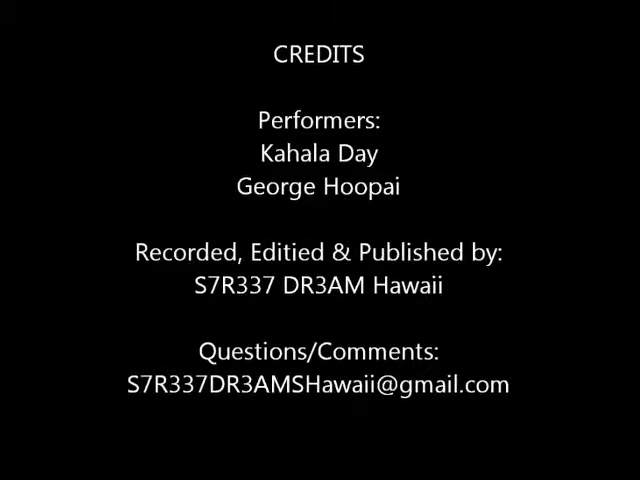 CREDITS
Performers:
Kahala Day
George Hoopai
Recorded, Editied & Published by:
S7R337 DR3AM Hawaii
Questions/Comments:
S7R337DR3AMSHawaii@gmail.com